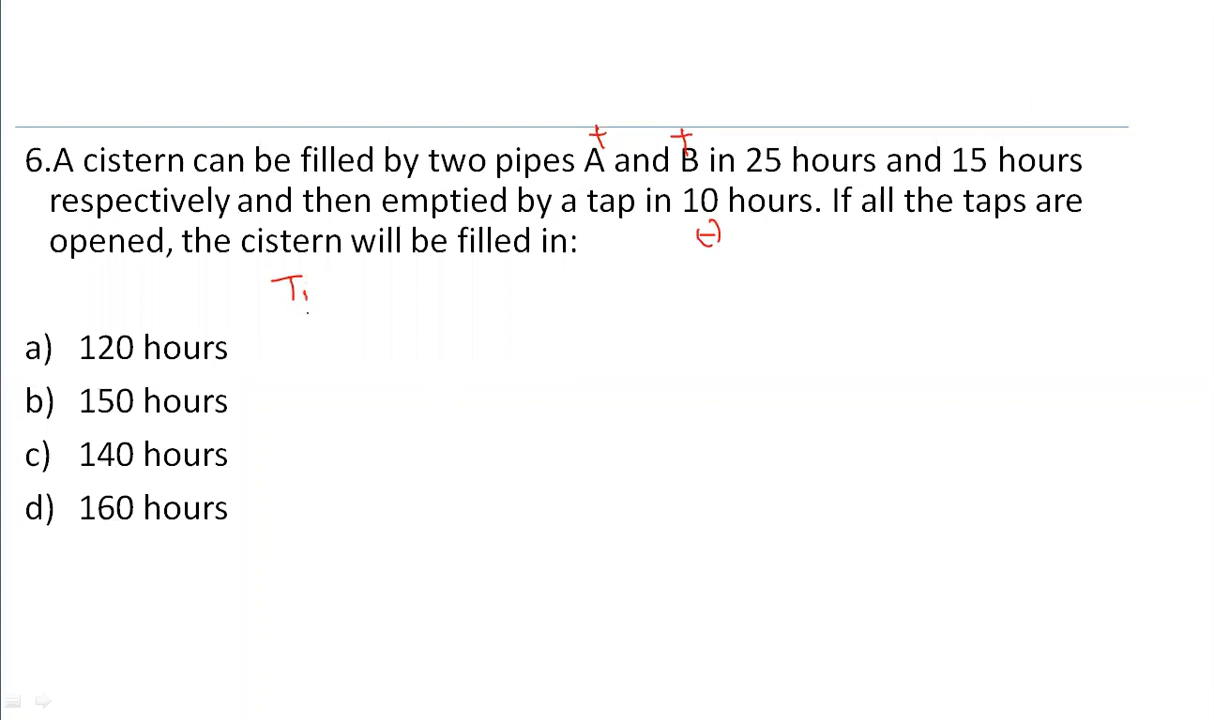 + +
6.A cistern can be filled by two pipes A and B in 25 hours and 15 hours
respectively and then emptied by a tap in 10 hours. If all the taps are
opened, the cistern will be filled in:
(-)
T
a) 120 hours
b) 150 hours
c) 140 hours
d) 160 hours